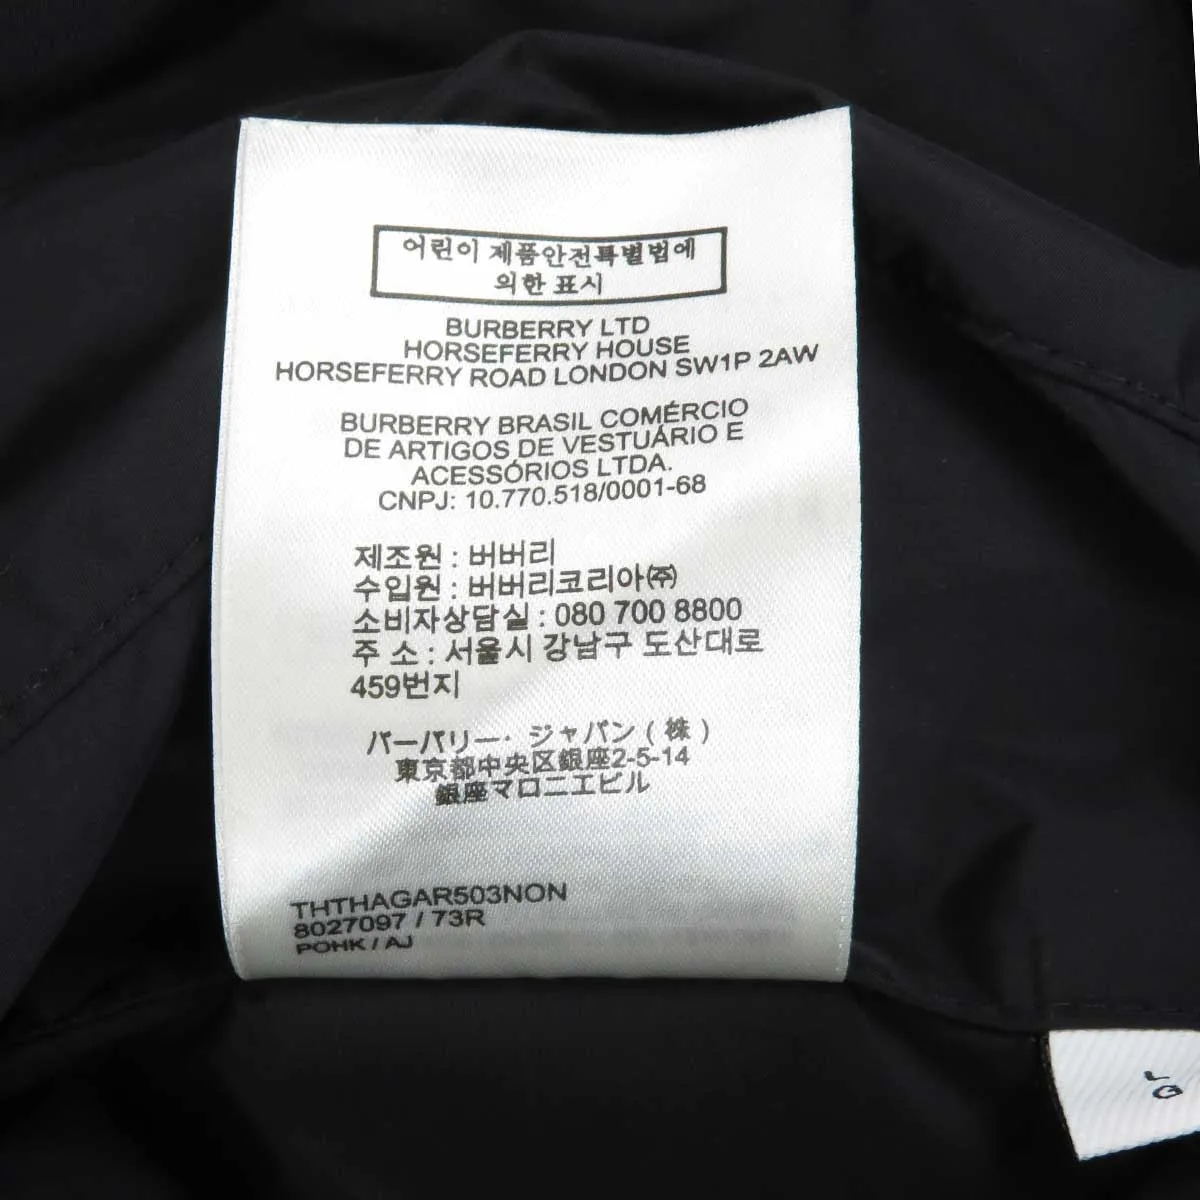 어린이 제품안전특별법에
의한 표시
BURBERRY LTD
HORSEFERRY HOUSE
HORSEFERRY ROAD LONDON SW1P 2AW
BURBERRY BRASIL COMÉRCIO
DE ARTIGOS DE VESTUÁRIO E
ACESSÓRIOS LTDA.
CNPJ: 10.770.518/0001-68
제조원 : 버버리
수입원 : 버버리코리아㈜
소비자상담실 : 080 700 8800
주 소 : 서울시 강남구 도산대로
459번지
バーバリー・ジャパン ( 株 )
東京都中央区銀座2-5-14
銀座マロニエビル
THTHAGAR503NON
8027097 / 73R
POHK / AJ